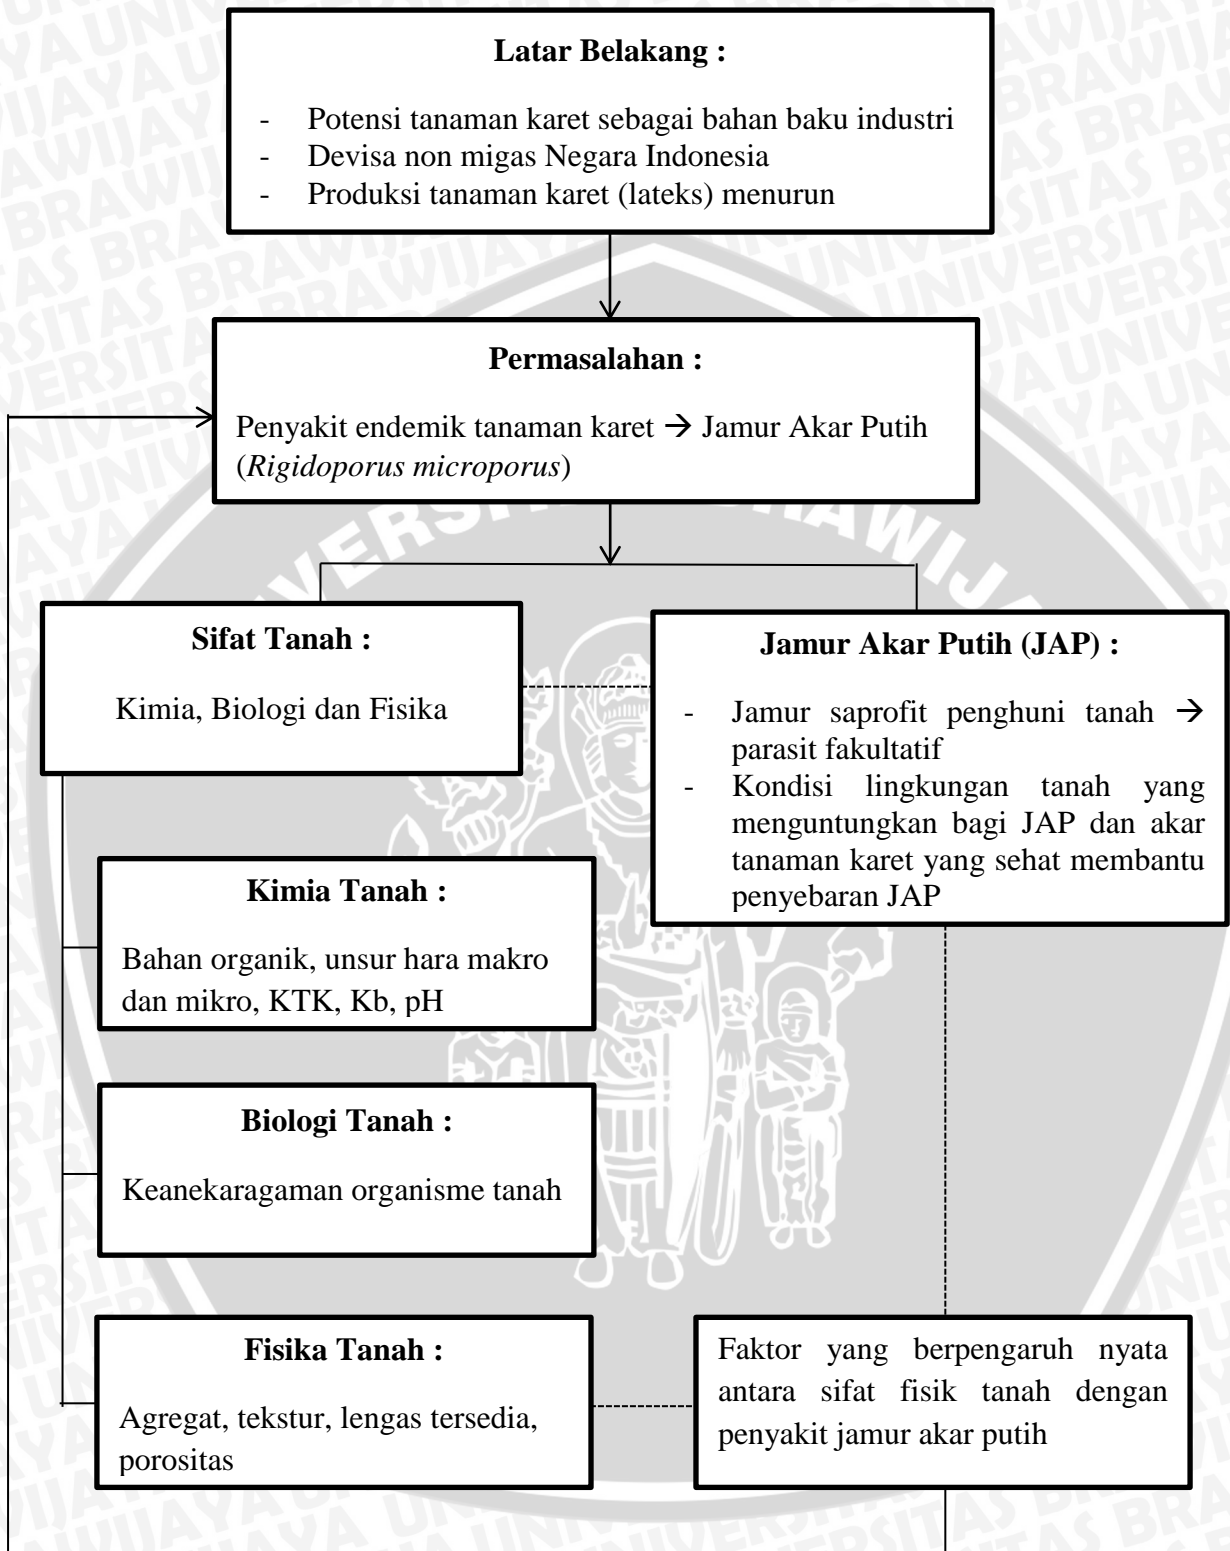 Latar Belakang :
- Potensi tanaman karet sebagai bahan baku industri
- Devisa non migas Negara Indonesia
- Produksi tanaman karet (lateks) menurun
Permasalahan :
Penyakit endemik tanaman karet → Jamur Akar Putih
(Rigidoporus microporus)
Sifat Tanah :
Kimia, Biologi dan Fisika
Jamur Akar Putih (JAP) :
- Jamur saprofit penghuni tanah →
parasit fakultatif
- Kondisi lingkungan tanah yang
menguntungkan bagi JAP dan akar
tanaman karet yang sehat membantu
penyebaran JAP
Kimia Tanah :
Bahan organik, unsur hara makro
dan mikro, KTK, Kb, pH
Biologi Tanah :
Keanekaragaman organisme tanah
Fisika Tanah :
Agregat, tekstur, lengas tersedia,
porositas
Faktor yang berpengaruh nyata
antara sifat fisik tanah dengan
penyakit jamur akar putih